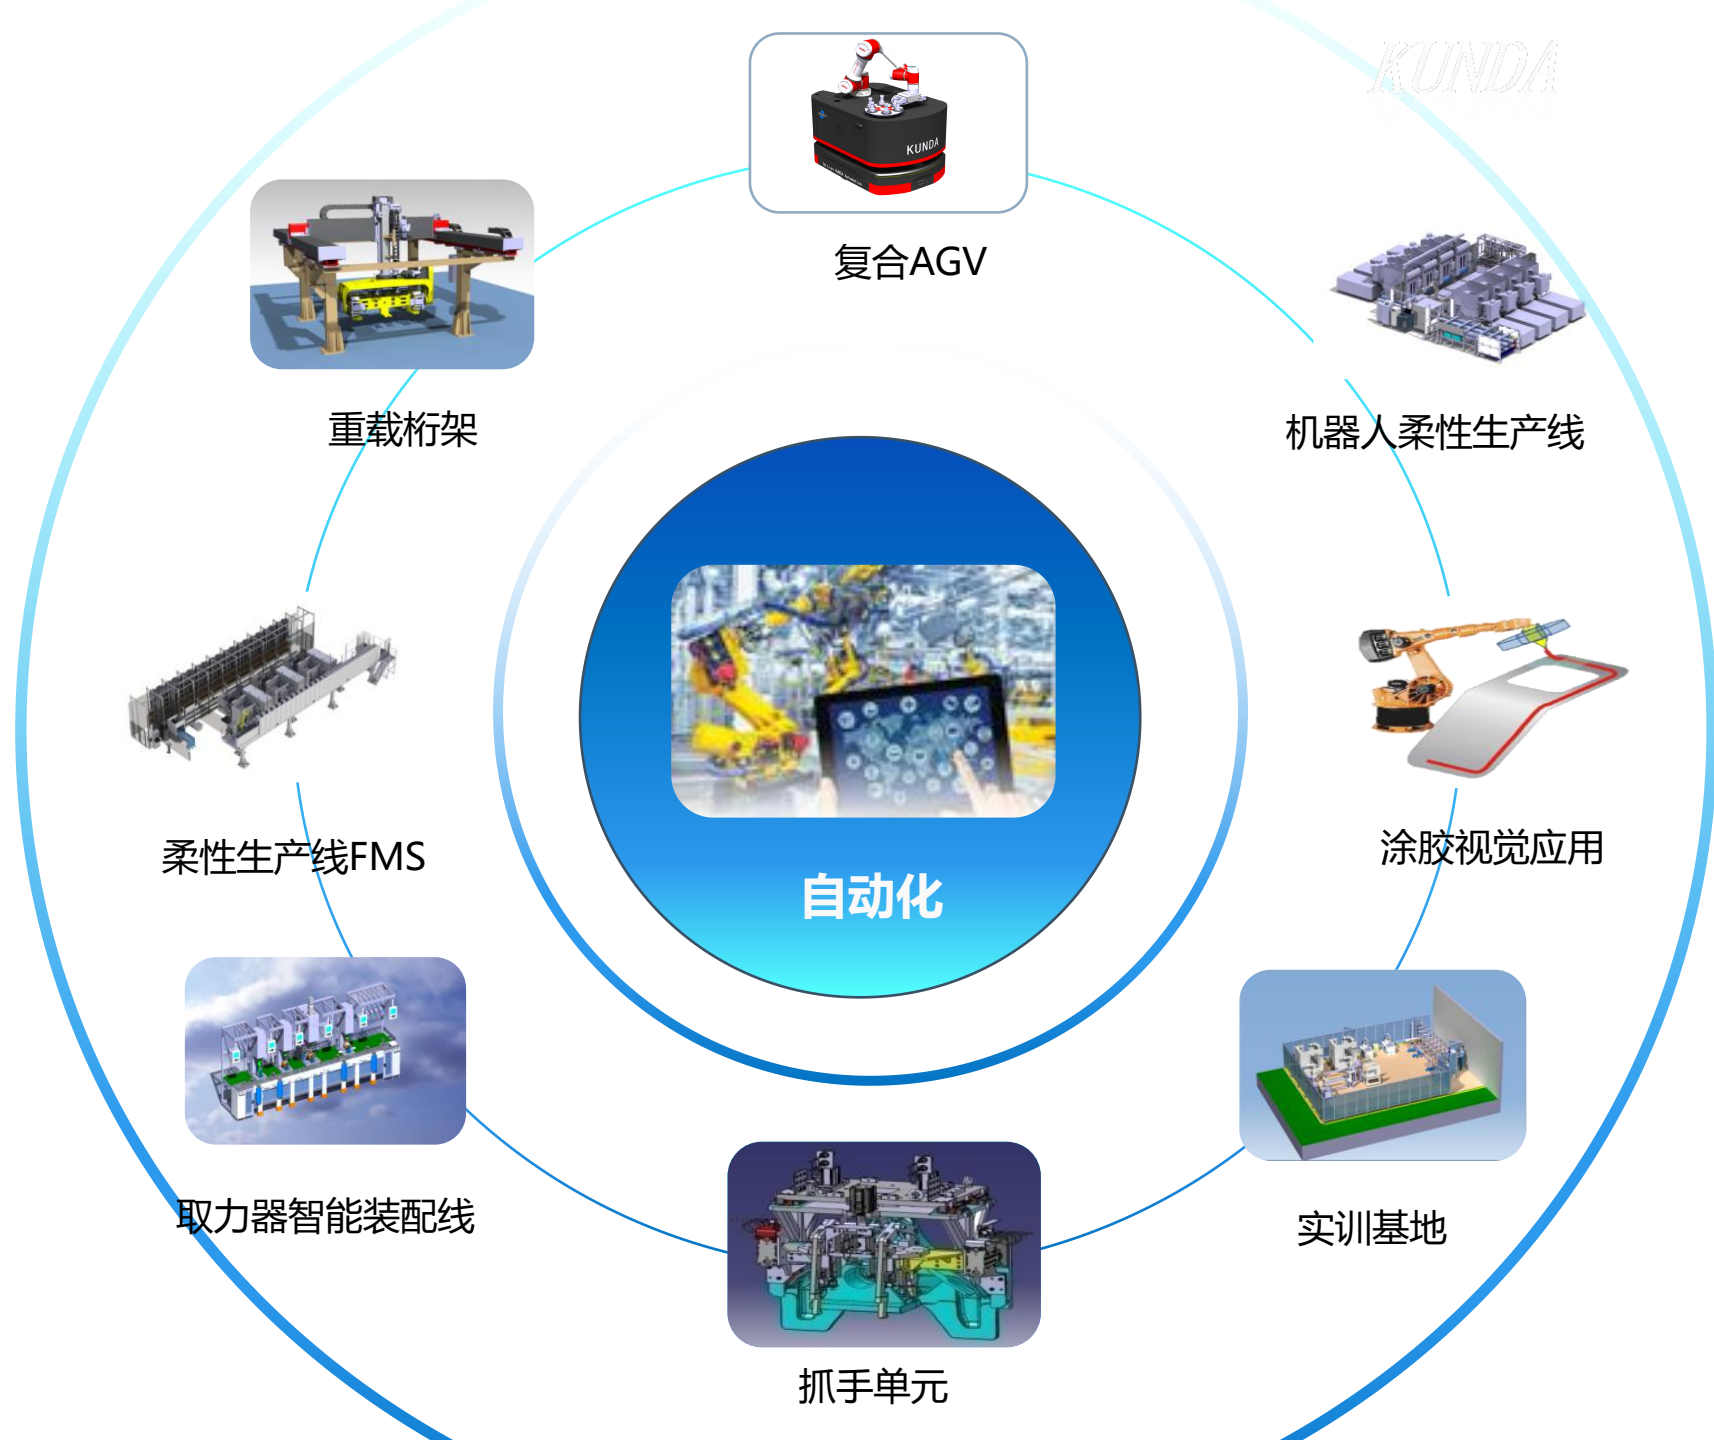 KUNDA
KUNDA
复合AGV
重载桁架
机器人柔性生产线
柔性生产线FMS
涂胶视觉应用
自动化
取力器智能装配线
实训基地
抓手单元